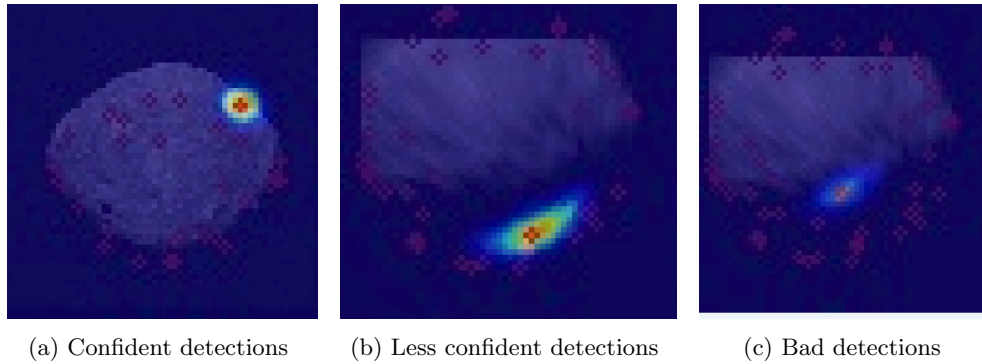 (a) Confident detections
(b) Less confident detections
(c) Bad detections